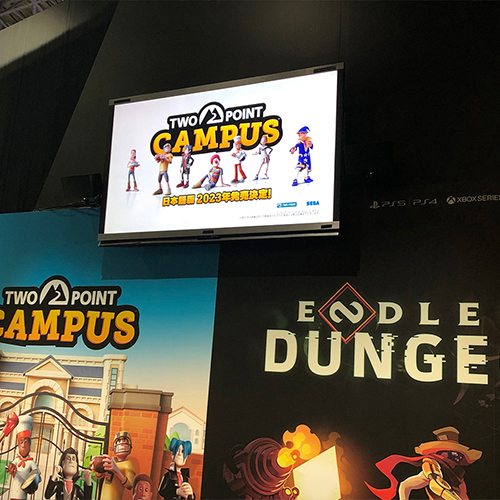 TWO POINT
CAMPUS
日本語版 2023年発売決定!
SEGA
PS5 PS4 XBOX SERIES
TWO POINT
CAMPUS
ENDLE
DUNGE